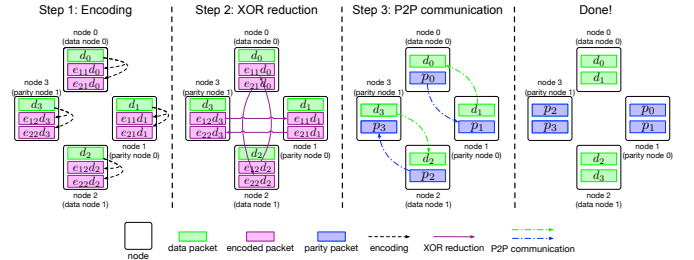 Step 1: Encoding
Step 2: XOR reduction
Step 3: P2P communication
Done!
node 0
(data node 0)
d0
e11d0
e21d0
node 3
(parity node 1)
d3
e12d3
e22d3
d1
e11d1
e21d1
node 1
(parity node 0)
d2
e12d2
e22d2
node 2
(data node 1)
node 0
(data node 0)
d0
e11d0
e21d0
node 3
(parity node 1)
d3
e12d3
e22d3
d1
e11d1
e21d1
node 1
(parity node 0)
d2
e12d2
e22d2
node 2
(data node 1)
node 0
(data node 0)
d0
p0
node 3
(parity node 1)
d3
p3
d1
p1
node 1
(parity node 0)
d2
p2
node 2
(data node 1)
node 0
(data node 0)
d0
d1
node 3
(parity node 1)
p2
p3
p0
p1
node 1
(parity node 0)
d2
d3
node 2
(data node 1)
node
data packet
encoded packet
parity packet
encoding
XOR reduction
P2P communication